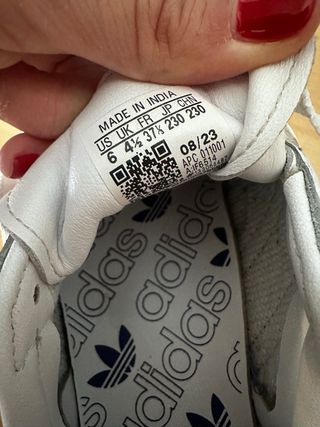 MADE IN INDIA
US UK FR JP CHN
6 4½ 37⅓ 230 230
08/23
APC 011001
adidas
adidas
adidas
adidas